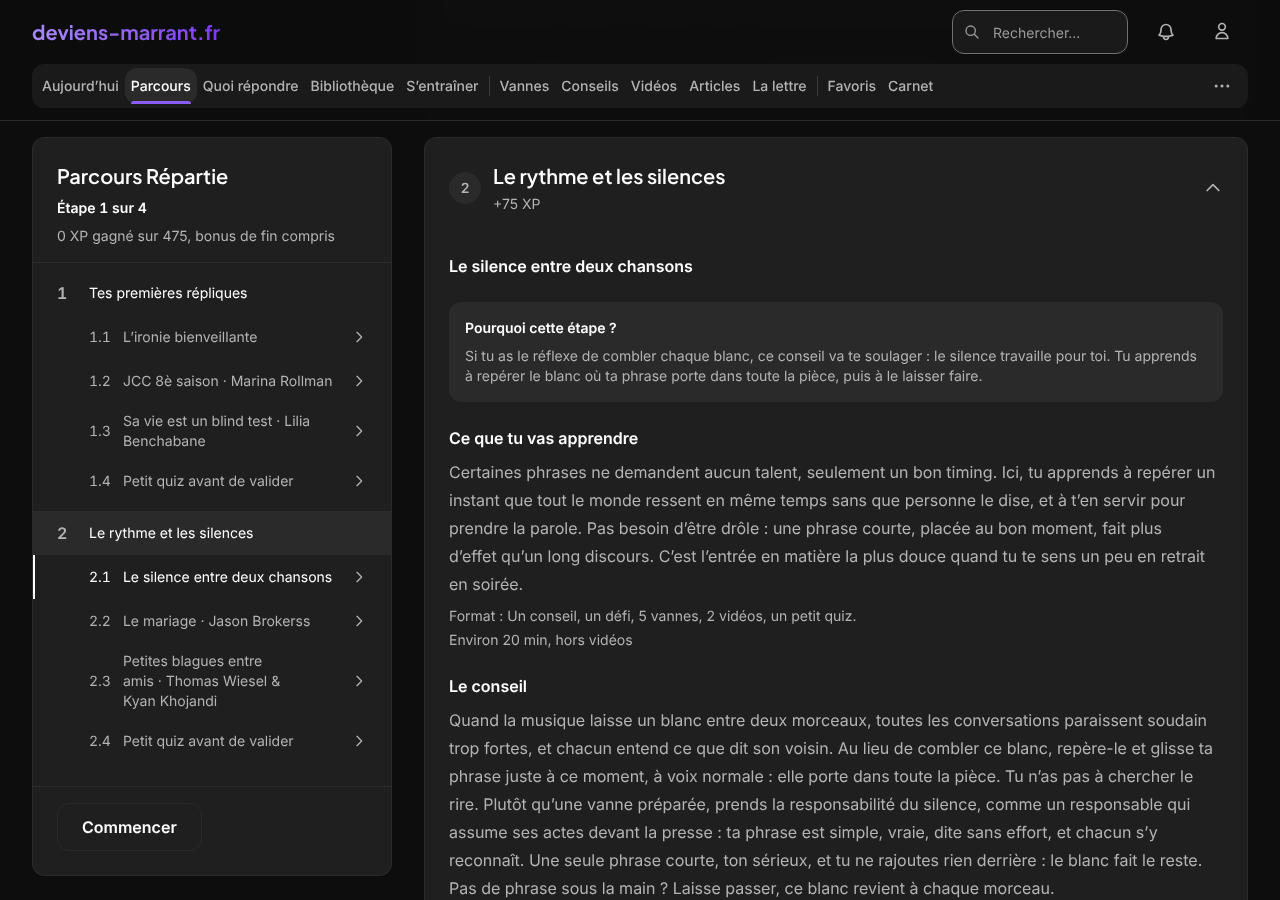 deviens-marrant.fr
Rechercher...
Aujourd’hui Parcours Quoi répondre Bibliothèque S’entraîner Vannes Conseils Vidéos Articles La lettre Favoris Carnet
Parcours Répartie
Étape 1 sur 4
0 XP gagné sur 475, bonus de fin compris
1 Tes premières répliques
1.1 L’ironie bienveillante
1.2 JCC 8è saison · Marina Rollman
1.3 Sa vie est un blind test · Lilia
Benchabane
1.4 Petit quiz avant de valider
2 Le rythme et les silences
2.1 Le silence entre deux chansons
2.2 Le mariage · Jason Brokerss
2.3 Petites blagues entre
amis · Thomas Wiesel &
Kyan Khojandi
2.4 Petit quiz avant de valider
Commencer
2 Le rythme et les silences
+75 XP
Le silence entre deux chansons
Pourquoi cette étape ?
Si tu as le réflexe de combler chaque blanc, ce conseil va te soulager : le silence travaille pour toi. Tu apprends
à repérer le blanc où ta phrase porte dans toute la pièce, puis à le laisser faire.
Ce que tu vas apprendre
Certaines phrases ne demandent aucun talent, seulement un bon timing. Ici, tu apprends à repérer un
instant que tout le monde ressent en même temps sans que personne le dise, et à t’en servir pour
prendre la parole. Pas besoin d’être drôle : une phrase courte, placée au bon moment, fait plus
d’effet qu’un long discours. C’est l’entrée en matière la plus douce quand tu te sens un peu en retrait
en soirée.
Format : Un conseil, un défi, 5 vannes, 2 vidéos, un petit quiz.
Environ 20 min, hors vidéos
Le conseil
Quand la musique laisse un blanc entre deux morceaux, toutes les conversations paraissent soudain
trop fortes, et chacun entend ce que dit son voisin. Au lieu de combler ce blanc, repère-le et glisse ta
phrase juste à ce moment, à voix normale : elle porte dans toute la pièce. Tu n’as pas à chercher le
rire. Plutôt qu’une vanne préparée, prends la responsabilité du silence, comme un responsable qui
assume ses actes devant la presse : ta phrase est simple, vraie, dite sans effort, et chacun s’y
reconnaît. Une seule phrase courte, ton sérieux, et tu ne rajoutes rien derrière : le blanc fait le reste.
Pas de phrase sous la main ? Laisse passer, ce blanc revient à chaque morceau.